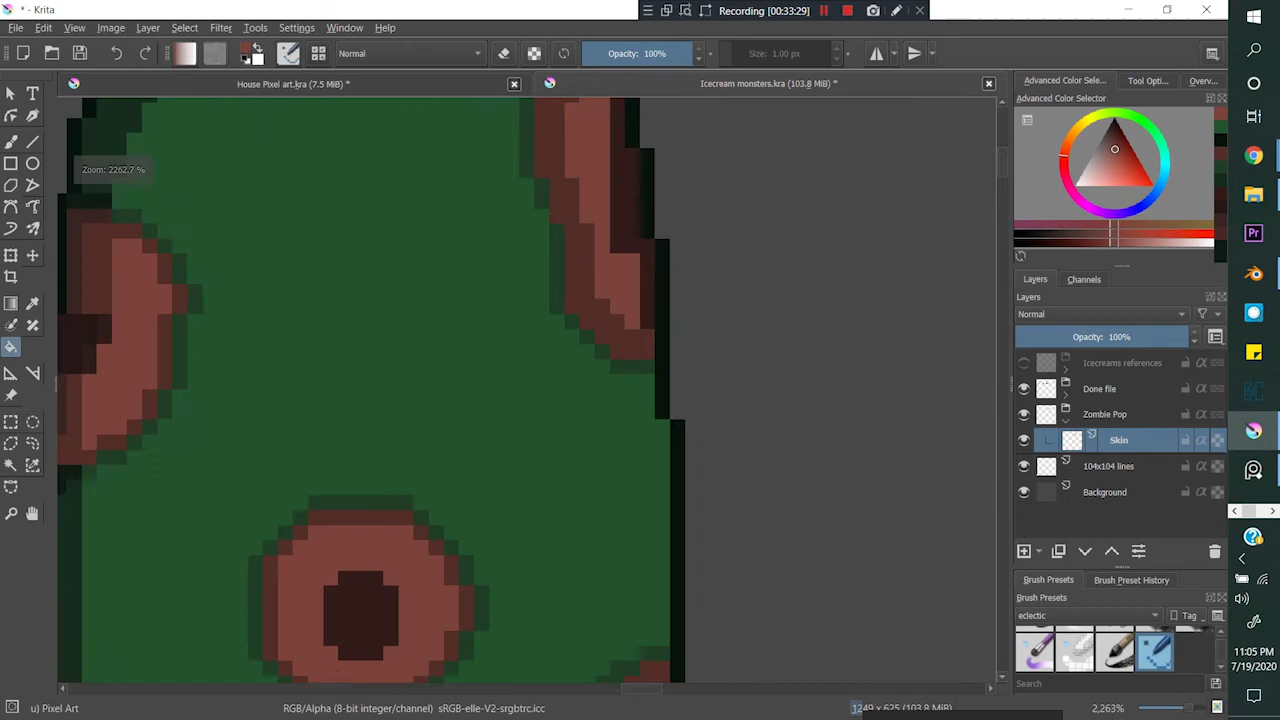 * - Krita
Recording (00:33:29)
File Edit View Image Layer Select Filter Tools Settings Window Help
Normal
Opacity: 100%
Size: 1.00 px
House Pixel art.kra (7.5 MiB) *
Icecream monsters.kra (103.8 MiB) *
Advanced Color Selec...
Tool Opti...
Overv...
Advanced Color Selector
Zoom: 2262.7 %
Layers
Channels
Layers
Normal
Opacity: 100%
Icecreams references
Done file
Zombie Pop
Skin
104x104 lines
Background
Brush Presets
Brush Preset History
Brush Presets
eclectic
Tag
Search
11:05 PM
7/19/2020
u) Pixel Art
RGB/Alpha (8-bit integer/channel) sRGB-elle-V2-srgbtrc.icc
1249 x 625 (103.8 MiB)
2,263%